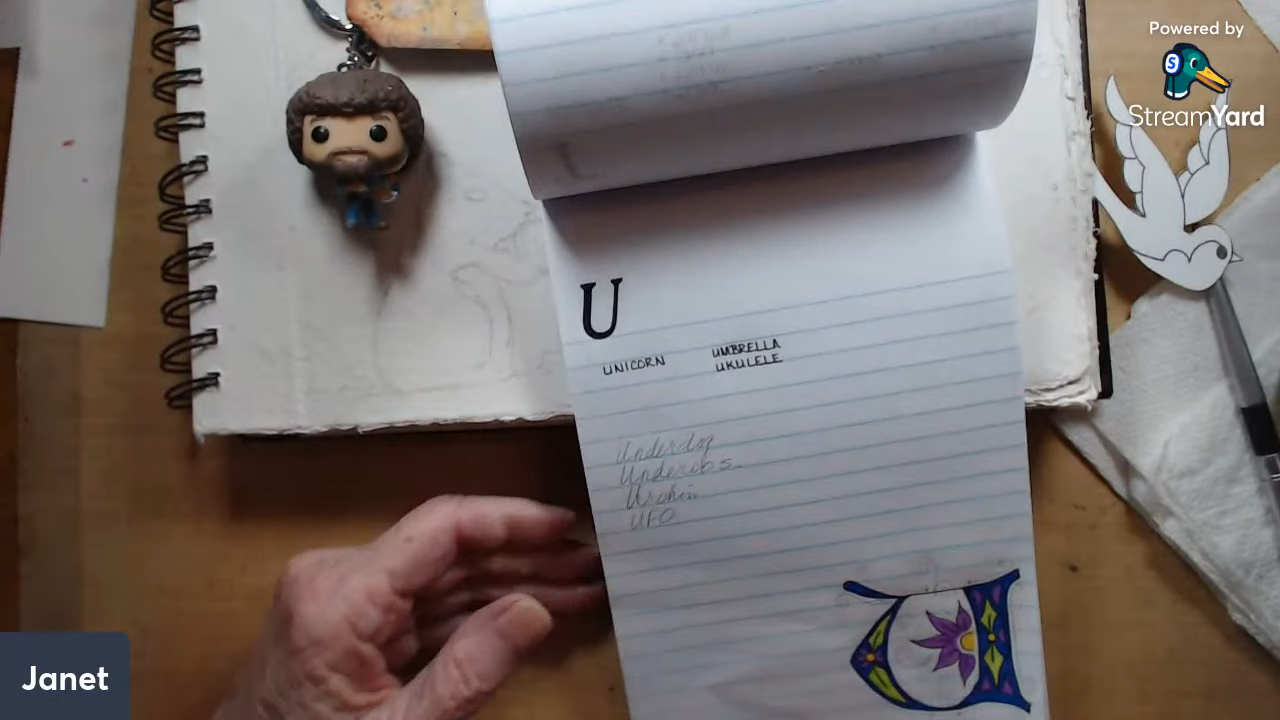 Powered by
StreamYard
U
UNICORN
UMBRELLA
UKULELE
Underdog
Urchin
UFO
Janet